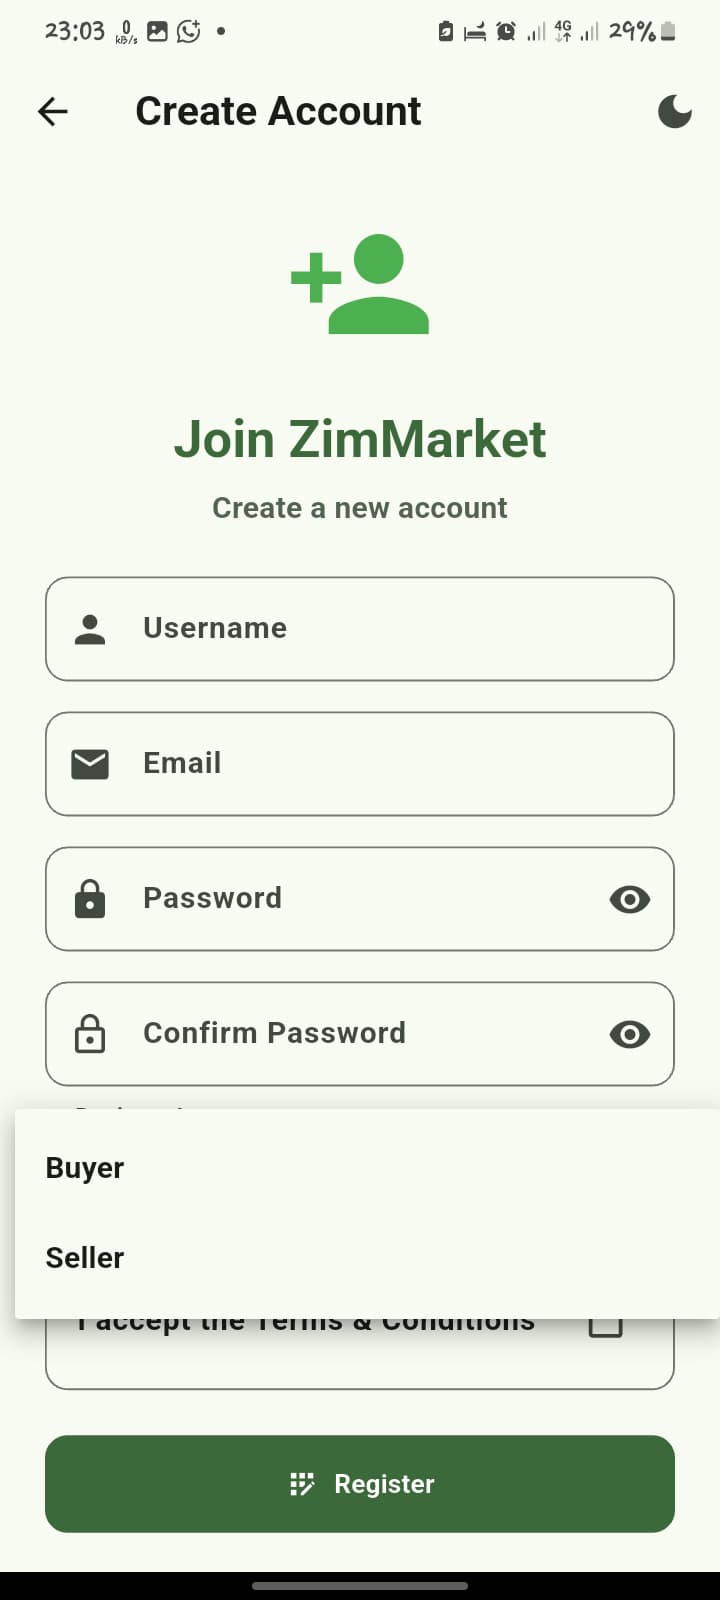 23:03 0 kB/s 4G 29%
Create Account
Join ZimMarket
Create a new account
Username
Email
Password
Confirm Password
Buyer
Seller
I accept the Terms & Conditions
Register